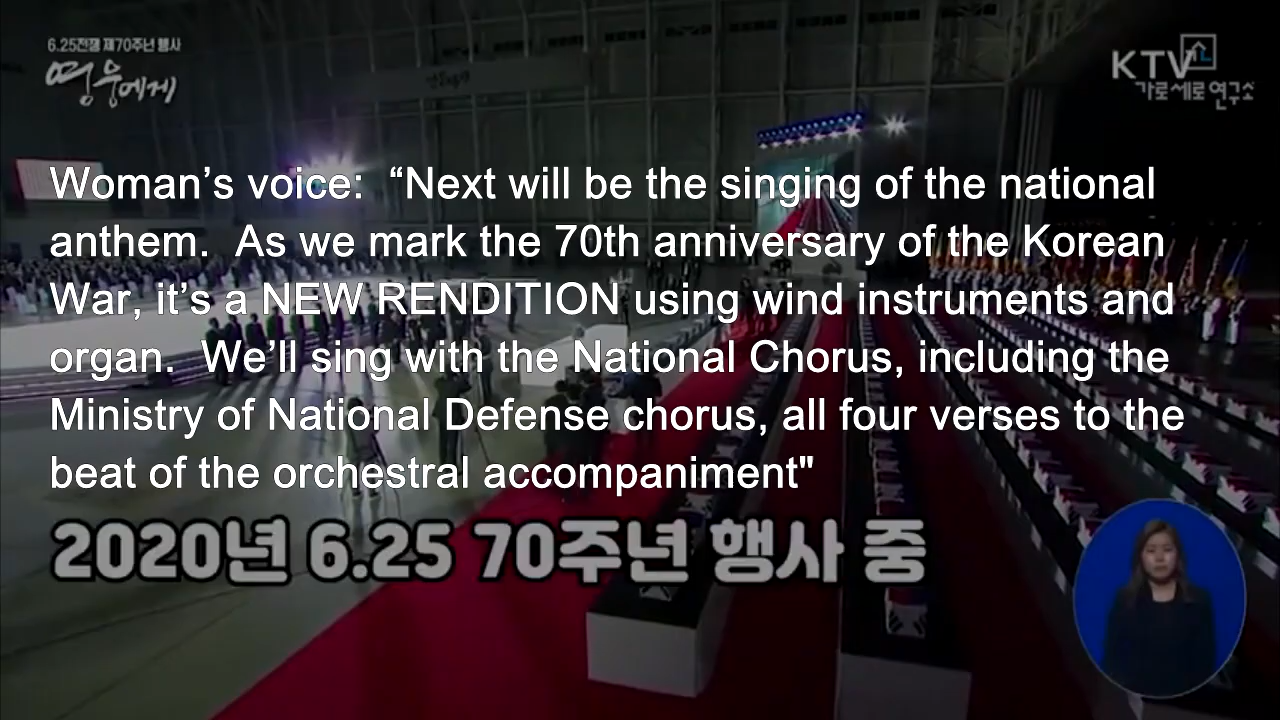 6.25전쟁 제70주년 행사
영웅에게
KTV
가로세로연구소
Woman’s voice:  “Next will be the singing of the national
anthem.  As we mark the 70th anniversary of the Korean
War, it’s a NEW RENDITION using wind instruments and
organ.  We’ll sing with the National Chorus, including the
Ministry of National Defense chorus, all four verses to the
beat of the orchestral accompaniment"
2020년 6.25 70주년 행사 중